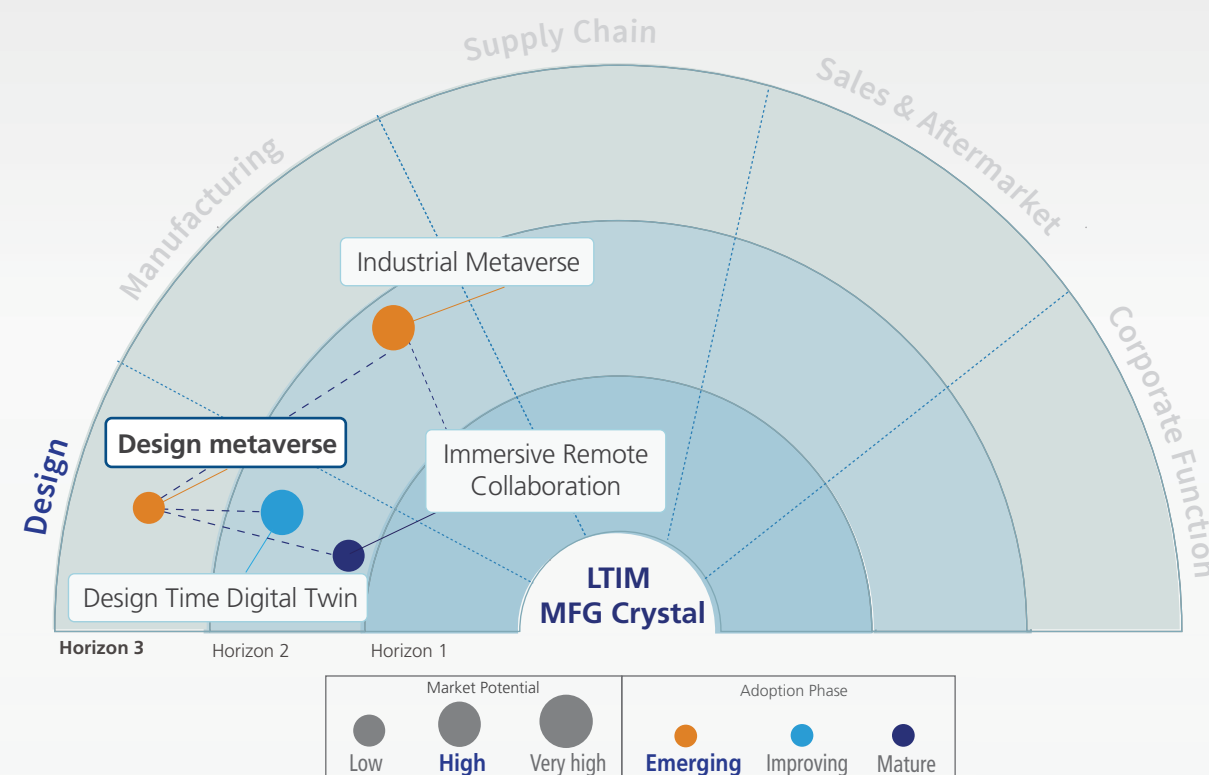 Supply Chain
Sales & Aftermarket
Manufacturing
Industrial Metaverse
Corporate Function
Design metaverse
Immersive Remote
Collaboration
Design
Design Time Digital Twin
LTIM
MFG Crystal
Horizon 3
Horizon 2
Horizon 1
Market Potential
Low
High
Very high
Adoption Phase
Emerging
Improving
Mature